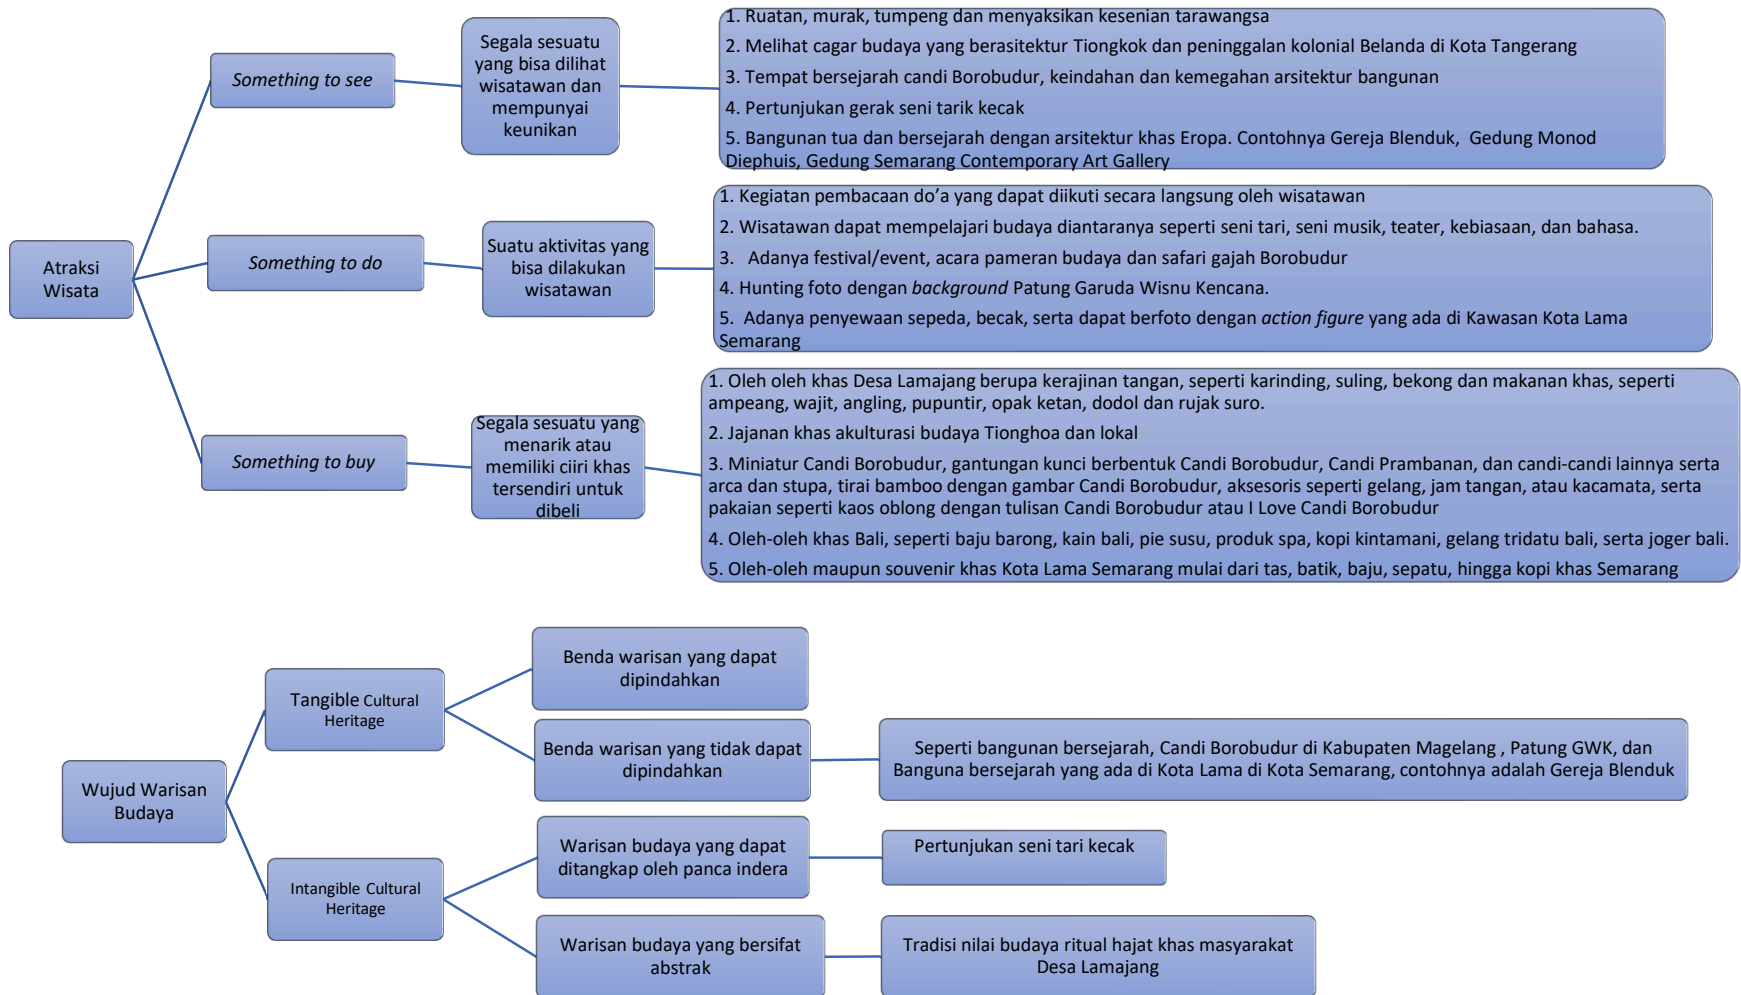 Atraksi
Wisata
Something to see
Segala sesuatu
yang bisa dilihat
wisatawan dan
mempunyai
keunikan
1. Ruatan, murak, tumpeng dan menyaksikan kesenian tarawangsa
2. Melihat cagar budaya yang berasitektur Tiongkok dan peninggalan kolonial Belanda di Kota Tangerang
3. Tempat bersejarah candi Borobudur, keindahan dan kemegahan arsitektur bangunan
4. Pertunjukan gerak seni tarik kecak
5. Bangunan tua dan bersejarah dengan arsitektur khas Eropa. Contohnya Gereja Blenduk, Gedung Monod
Diephuis, Gedung Semarang Contemporary Art Gallery
Something to do
Suatu aktivitas yang
bisa dilakukan
wisatawan
1. Kegiatan pembacaan do’a yang dapat diikuti secara langsung oleh wisatawan
2. Wisatawan dapat mempelajari budaya diantaranya seperti seni tari, seni musik, teater, kebiasaan, dan bahasa.
3. Adanya festival/event, acara pameran budaya dan safari gajah Borobudur
4. Hunting foto dengan background Patung Garuda Wisnu Kencana.
5. Adanya penyewaan sepeda, becak, serta dapat berfoto dengan action figure yang ada di Kawasan Kota Lama
Semarang
Something to buy
Segala sesuatu yang
menarik atau
memiliki ciiri khas
tersendiri untuk
dibeli
1. Oleh oleh khas Desa Lamajang berupa kerajinan tangan, seperti karinding, suling, bekong dan makanan khas, seperti
ampeang, wajit, angling, pupuntir, opak ketan, dodol dan rujak suro.
2. Jajanan khas akulturasi budaya Tionghoa dan lokal
3. Miniatur Candi Borobudur, gantungan kunci berbentuk Candi Borobudur, Candi Prambanan, dan candi-candi lainnya serta
arca dan stupa, tirai bamboo dengan gambar Candi Borobudur, aksesoris seperti gelang, jam tangan, atau kacamata, serta
pakaian seperti kaos oblong dengan tulisan Candi Borobudur atau I Love Candi Borobudur
4. Oleh-oleh khas Bali, seperti baju barong, kain bali, pie susu, produk spa, kopi kintamani, gelang tridatu bali, serta joger bali.
5. Oleh-oleh maupun souvenir khas Kota Lama Semarang mulai dari tas, batik, baju, sepatu, hingga kopi khas Semarang
Wujud Warisan
Budaya
Tangible Cultural
Heritage
Benda warisan yang dapat
dipindahkan
Benda warisan yang tidak dapat
dipindahkan
Seperti bangunan bersejarah, Candi Borobudur di Kabupaten Magelang , Patung GWK, dan
Banguna bersejarah yang ada di Kota Lama di Kota Semarang, contohnya adalah Gereja Blenduk
Intangible Cultural
Heritage
Warisan budaya yang dapat
ditangkap oleh panca indera
Pertunjukan seni tari kecak
Warisan budaya yang bersifat
abstrak
Tradisi nilai budaya ritual hajat khas masyarakat
Desa Lamajang